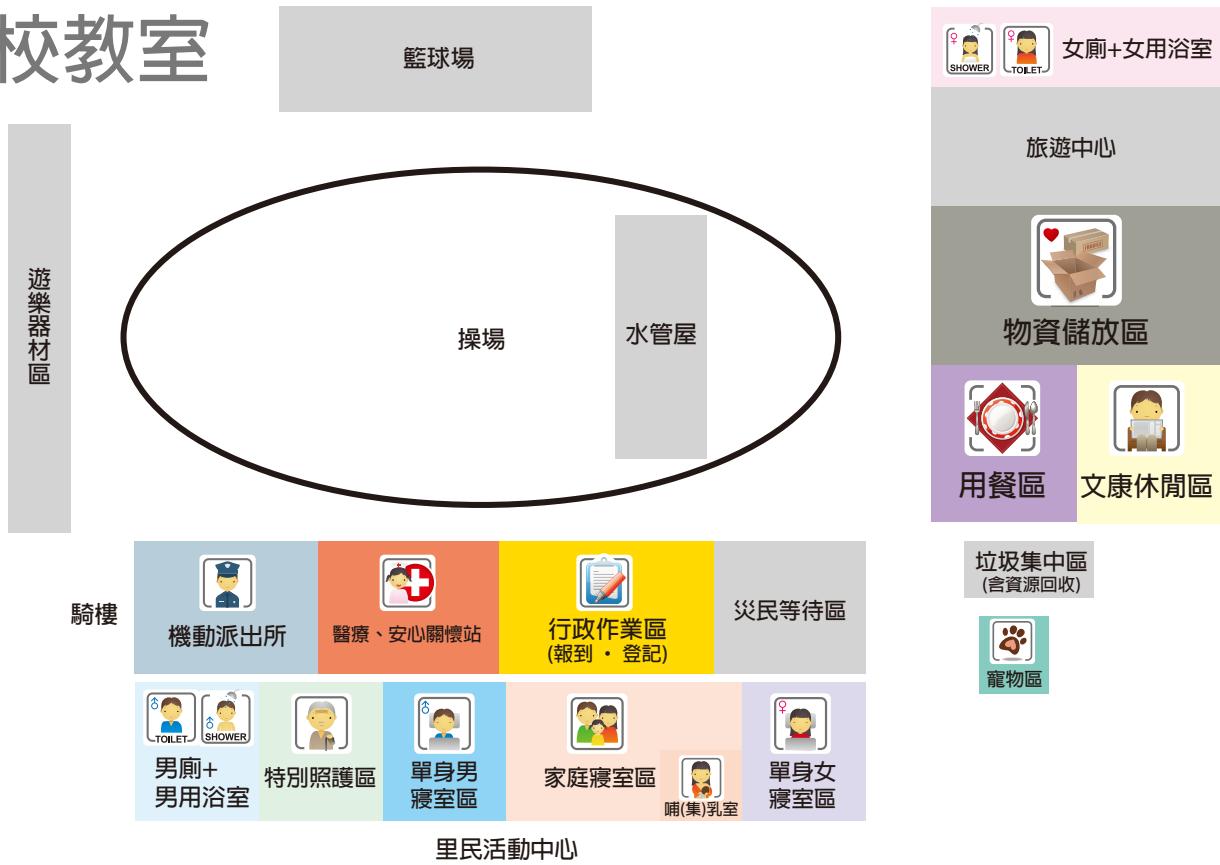 校教室
籃球場
♀
SHOWER
♀
TOILET
女廁+女用浴室
旅遊中心
遊樂器材區
操場
水管屋
物資儲放區
用餐區
文康休閒區
騎樓
機動派出所
醫療、安心關懷站
行政作業區
(報到 · 登記)
災民等待區
垃圾集中區
(含資源回收)
寵物區
♂
TOILET
♂
SHOWER
男廁+
男用浴室
特別照護區
♂
單身男
寢室區
家庭寢室區
哺(集)乳室
♀
單身女
寢室區
里民活動中心